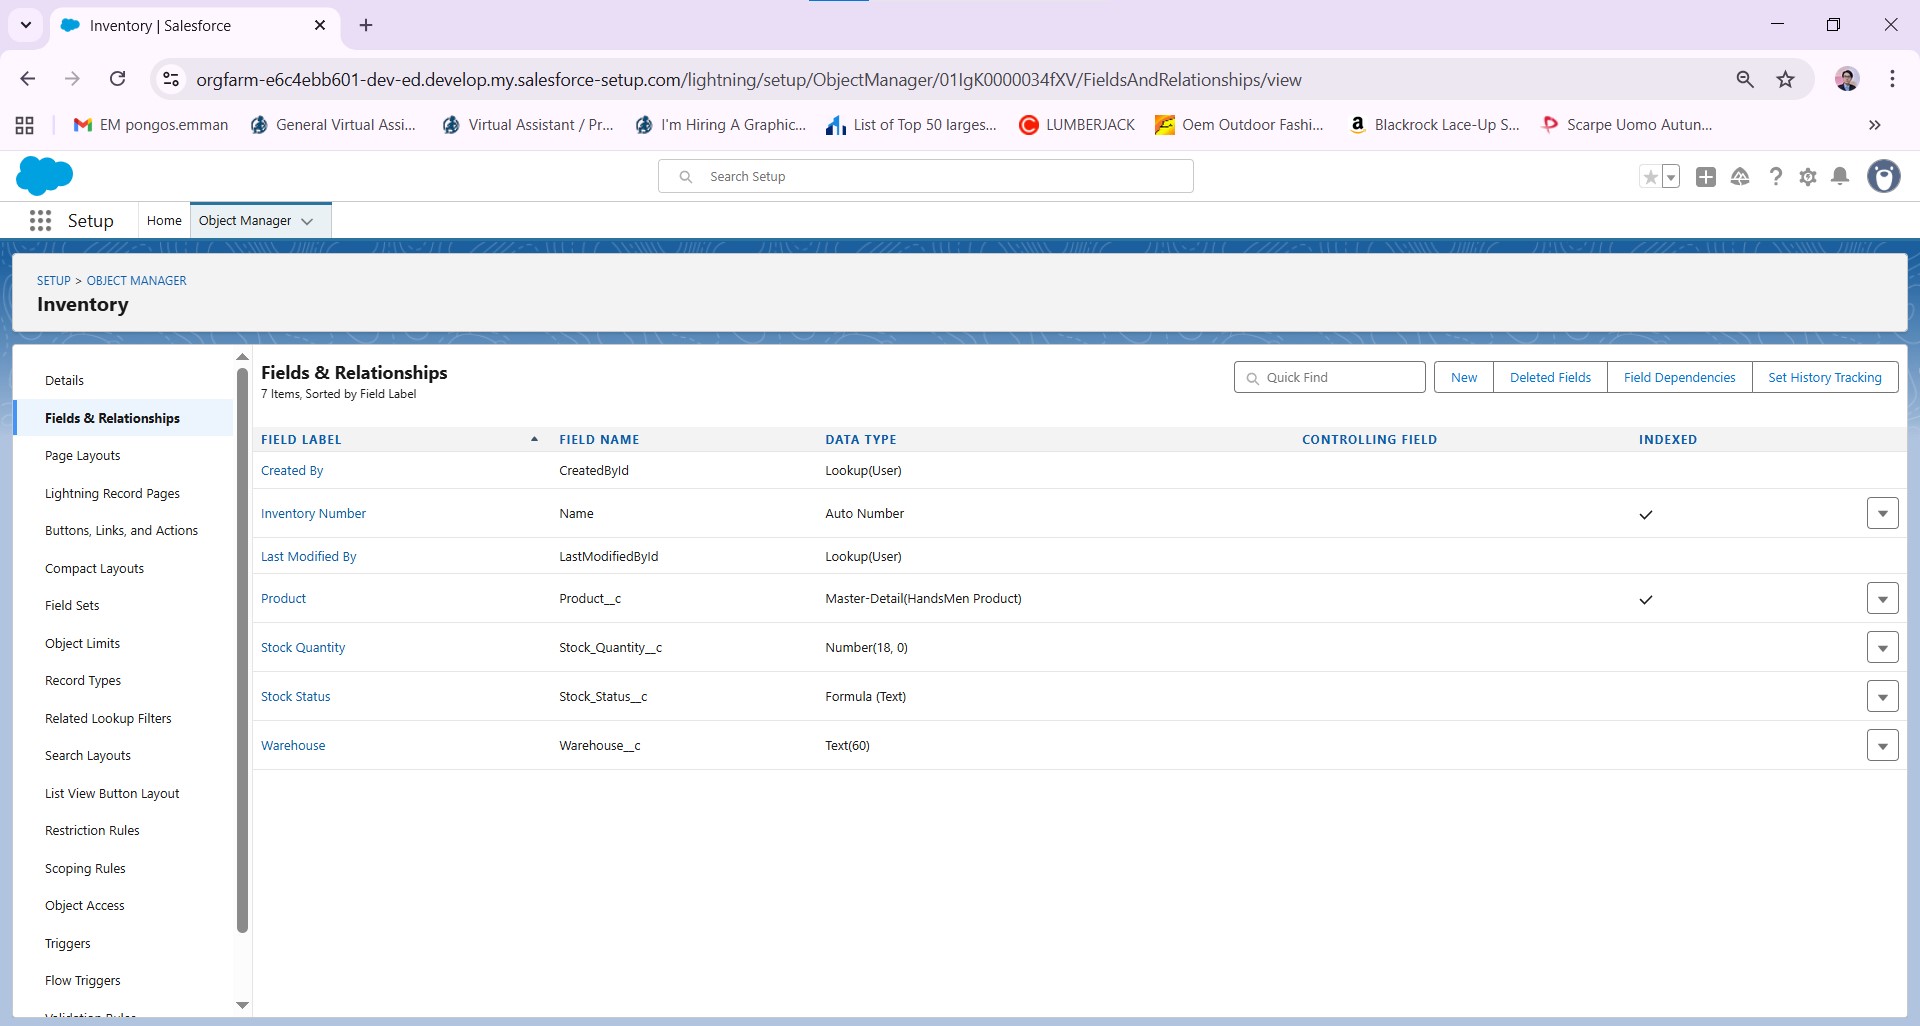 Inventory | Salesforce
orgfarm-e6c4ebb601-dev-ed.develop.my.salesforce-setup.com/lightning/setup/ObjectManager/01IgK0000034fXV/FieldsAndRelationships/view
EM pongos.emman
General Virtual Assi...
Virtual Assistant / Pr...
I'm Hiring A Graphic...
List of Top 50 larges...
LUMBERJACK
Oem Outdoor Fashi...
Blackrock Lace-Up S...
Scarpe Uomo Autun...
Search Setup
Setup
Home
Object Manager
SETUP > OBJECT MANAGER
Inventory
Details
Fields & Relationships
Page Layouts
Lightning Record Pages
Buttons, Links, and Actions
Compact Layouts
Field Sets
Object Limits
Record Types
Related Lookup Filters
Search Layouts
List View Button Layout
Restriction Rules
Scoping Rules
Object Access
Triggers
Flow Triggers
Validation Rules
Fields & Relationships
7 Items, Sorted by Field Label
Quick Find
New
Deleted Fields
Field Dependencies
Set History Tracking
FIELD LABEL FIELD NAME DATA TYPE CONTROLLING FIELD INDEXED
Created By CreatedById Lookup(User)
Inventory Number Name Auto Number
Last Modified By LastModifiedById Lookup(User)
Product Product__c Master-Detail(HandsMen Product)
Stock Quantity Stock_Quantity__c Number(18, 0)
Stock Status Stock_Status__c Formula (Text)
Warehouse Warehouse__c Text(60)